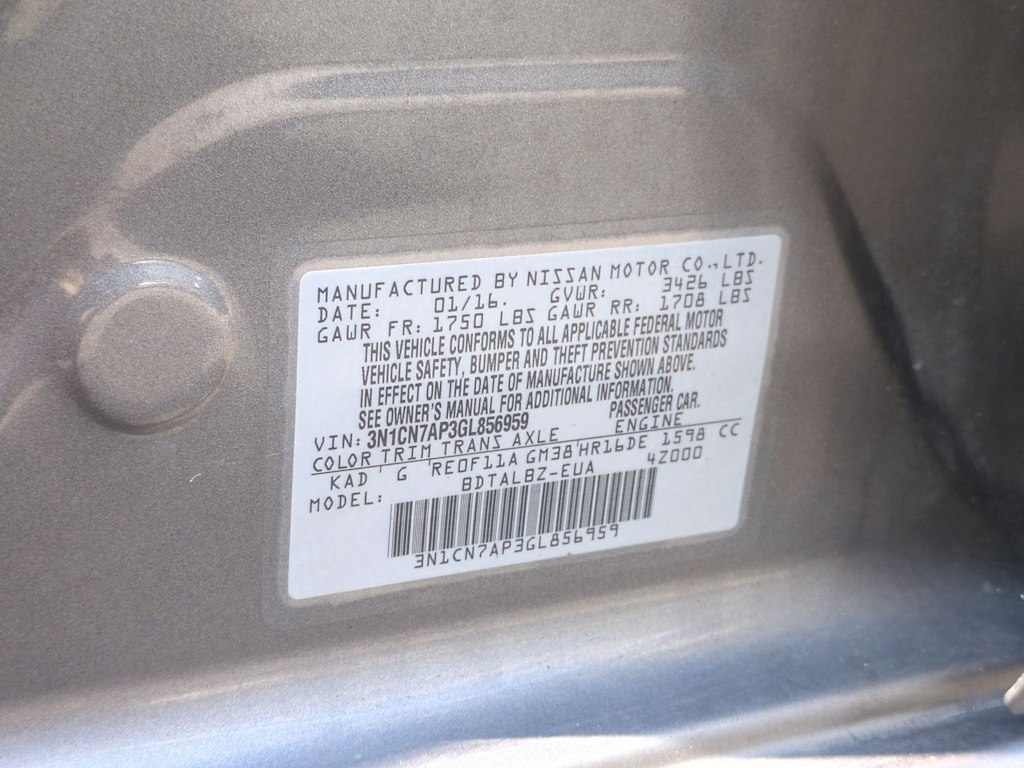 MANUFACTURED BY NISSAN MOTOR CO., LTD.
DATE: 01/16. GVWR: 3426 LBS
GAWR FR: 1750 LBS GAWR RR: 1708 LBS
THIS VEHICLE CONFORMS TO ALL APPLICABLE FEDERAL MOTOR
VEHICLE SAFETY, BUMPER AND THEFT PREVENTION STANDARDS
IN EFFECT ON THE DATE OF MANUFACTURE SHOWN ABOVE.
SEE OWNER'S MANUAL FOR ADDITIONAL INFORMATION.
VIN: 3N1CN7AP3GL856959 PASSENGER CAR.
COLOR TRIM TRANS AXLE ENGINE
KAD ' G 'RE0F11A GM38'HR16DE 1598 CC
MODEL: BDTALBZ-EUA 4Z000
3N1CN7AP3GL856959